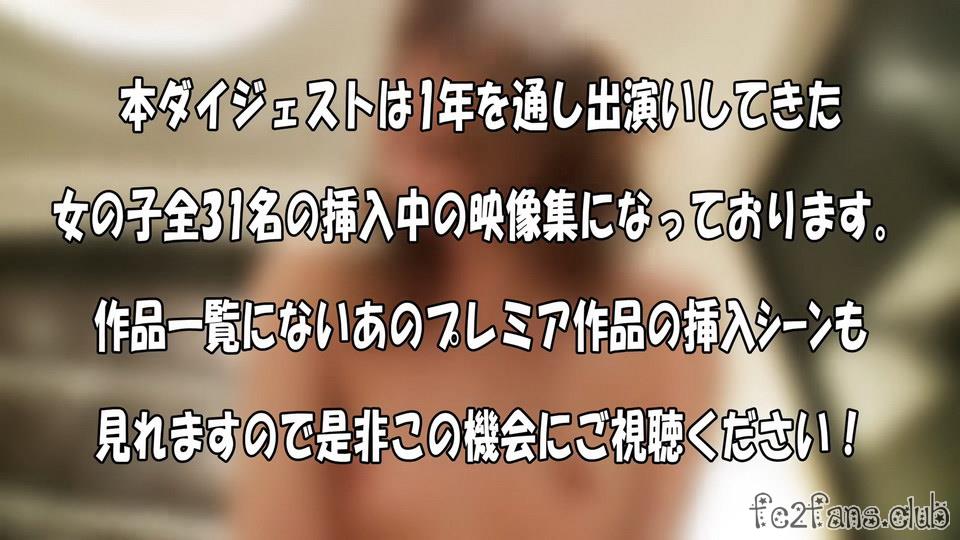 本ダイジェストは1年を通し出演いしてきた
女の子全31名の挿入中の映像集になっております。
作品一覧にないあのプレミア作品の挿入シーンも
見れますので是非この機会にご視聴ください!
fc2fans.club